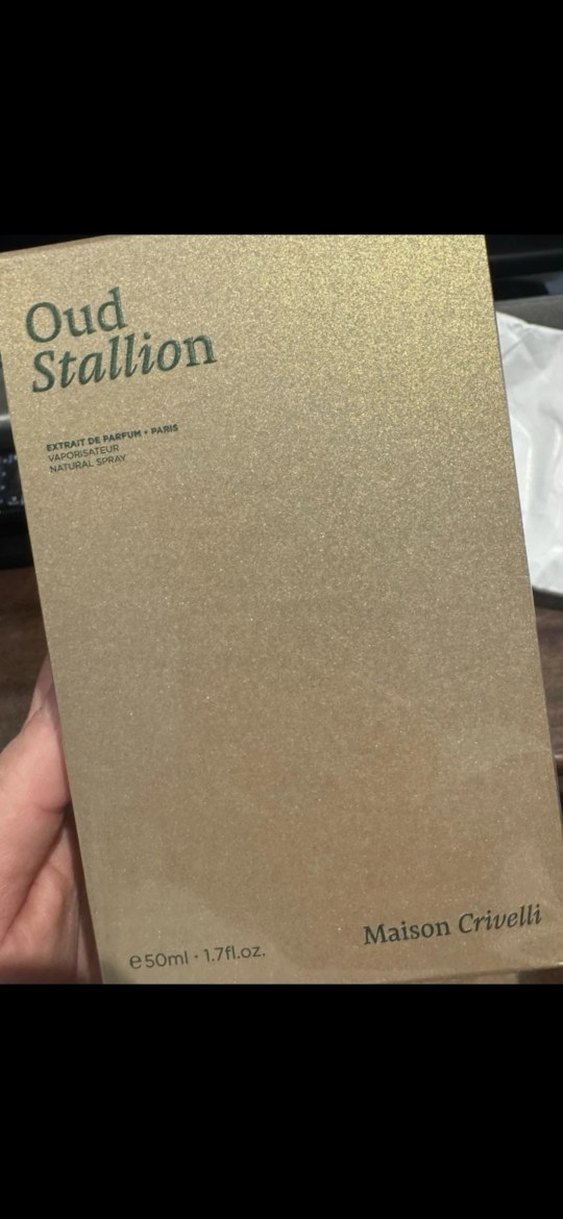 Oud
Stallion
EXTRAIT DE PARFUM • PARIS
VAPORISATEUR
NATURAL SPRAY
Maison Crivelli
℮50ml · 1.7fl.oz.